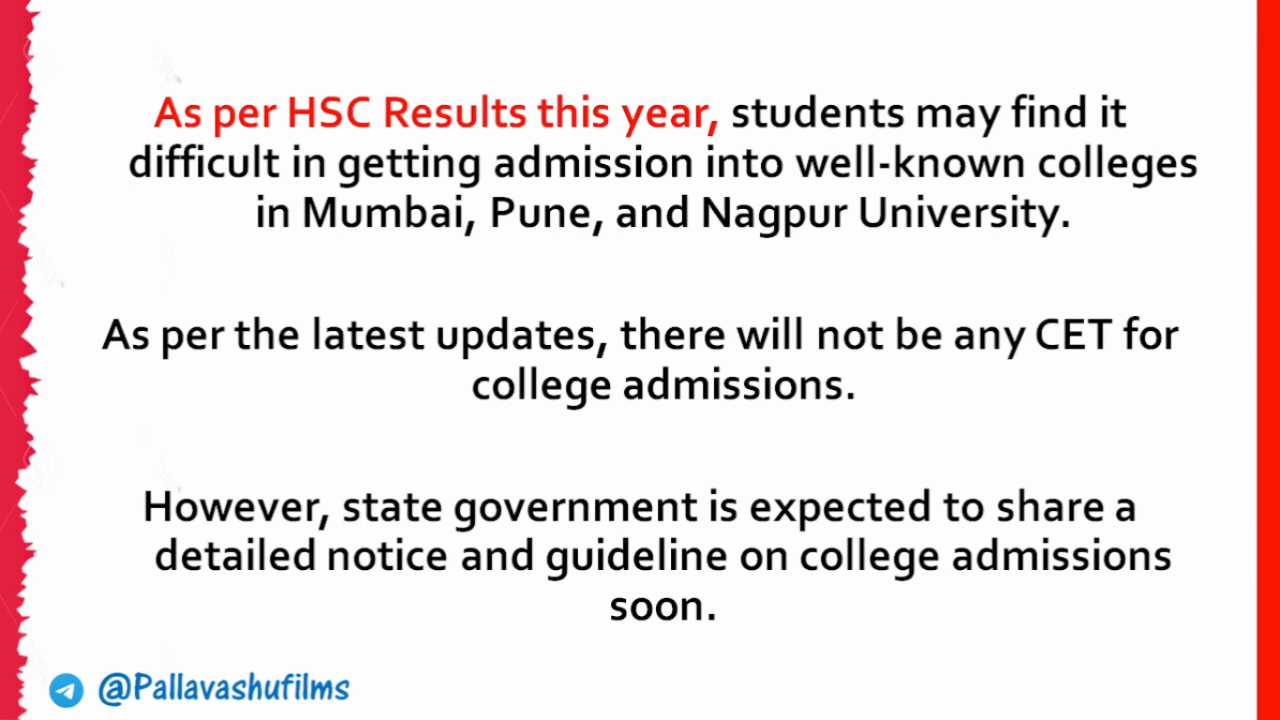 As per HSC Results this year, students may find it
difficult in getting admission into well-known colleges
in Mumbai, Pune, and Nagpur University.
As per the latest updates, there will not be any CET for
college admissions.
However, state government is expected to share a
detailed notice and guideline on college admissions
soon.
@Pallavashufilms